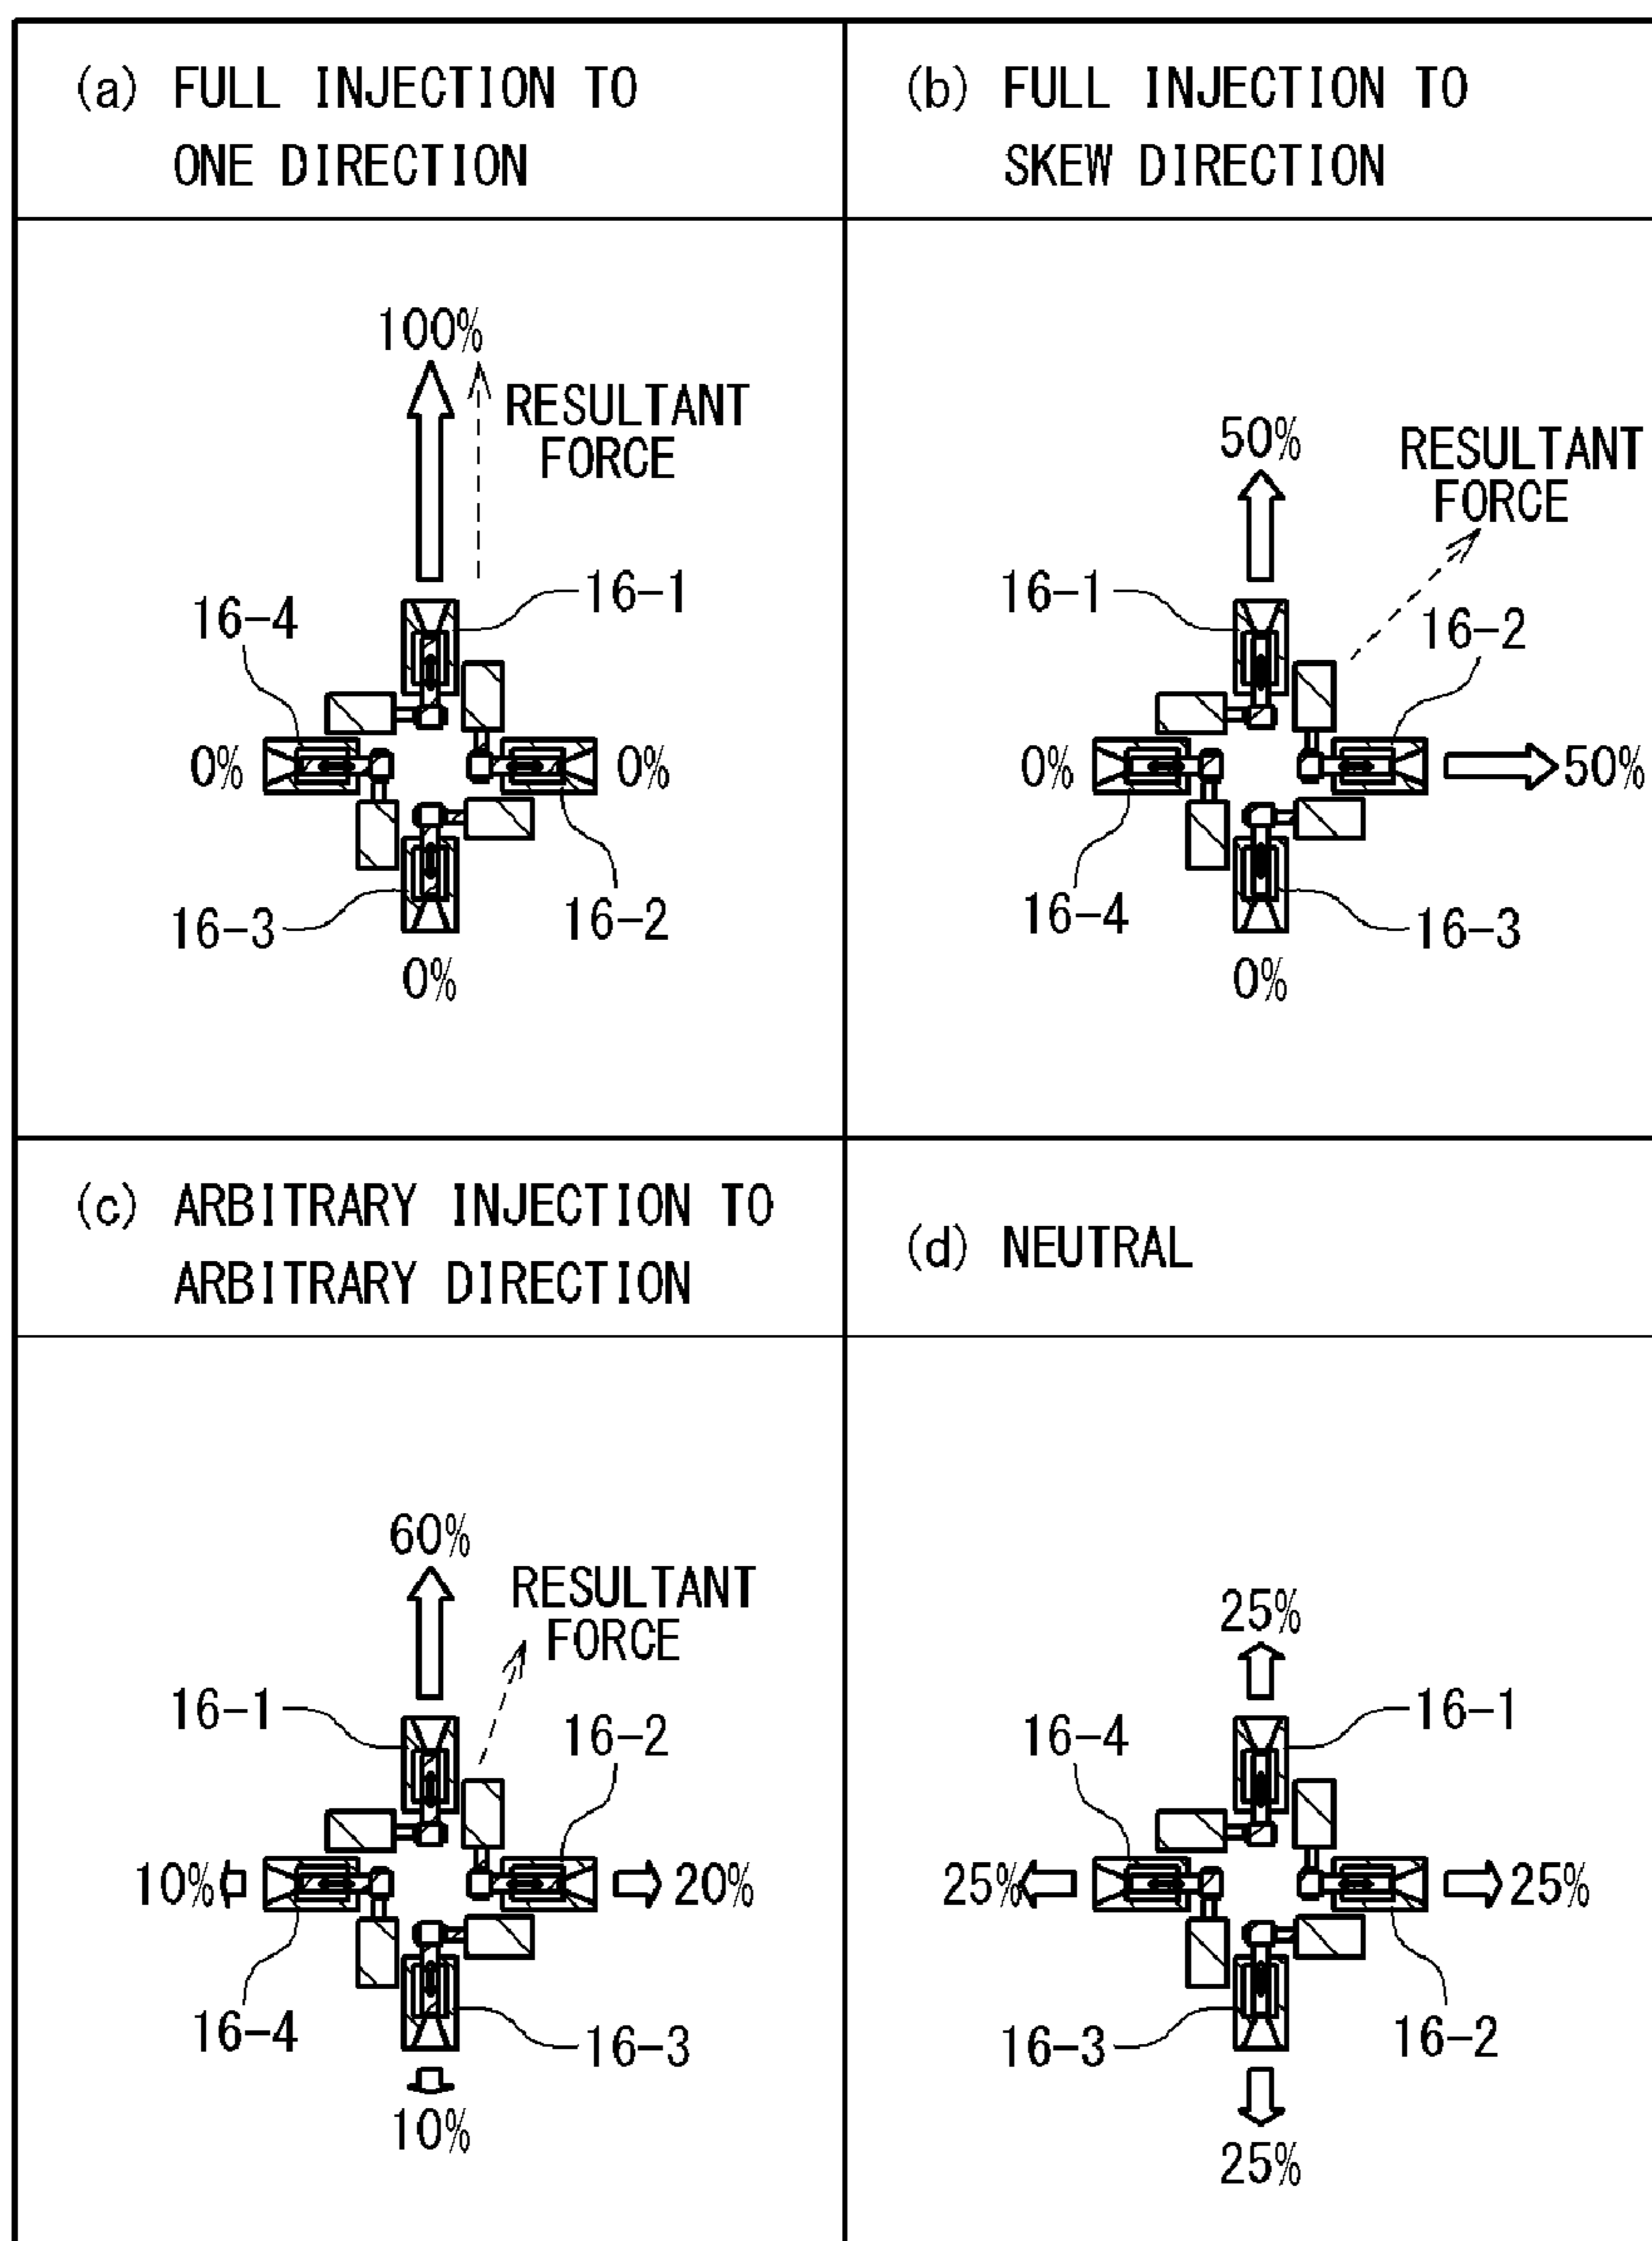 (a) FULL INJECTION TO
ONE DIRECTION
(b) FULL INJECTION TO
SKEW DIRECTION
100%
RESULTANT
FORCE
16-4
16-1
0%
0%
16-3
16-2
0%
50%
RESULTANT
FORCE
16-1
16-2
0%
50%
16-4
16-3
0%
(c) ARBITRARY INJECTION TO
ARBITRARY DIRECTION
(d) NEUTRAL
60%
RESULTANT
FORCE
16-1
16-2
10%
20%
16-4
16-3
10%
25%
16-4
16-1
25%
25%
16-3
16-2
25%